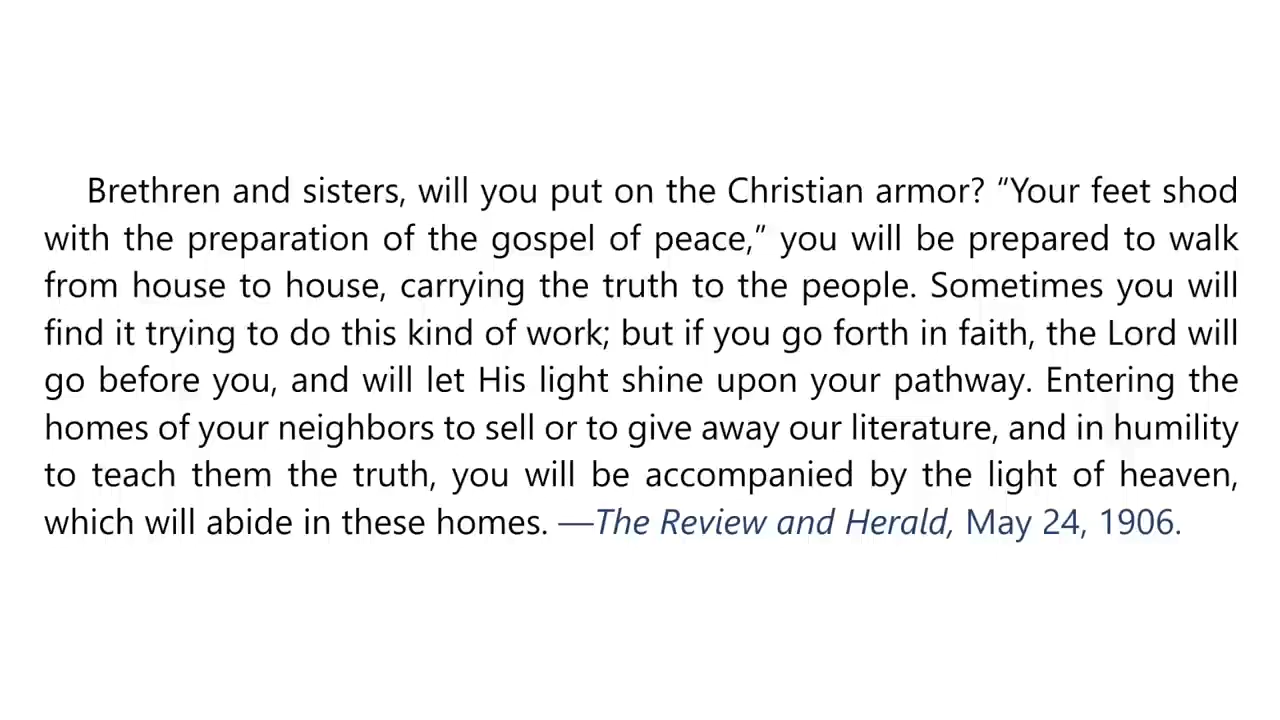 Brethren and sisters, will you put on the Christian armor? “Your feet shod
with the preparation of the gospel of peace,” you will be prepared to walk
from house to house, carrying the truth to the people. Sometimes you will
find it trying to do this kind of work; but if you go forth in faith, the Lord will
go before you, and will let His light shine upon your pathway. Entering the
homes of your neighbors to sell or to give away our literature, and in humility
to teach them the truth, you will be accompanied by the light of heaven,
which will abide in these homes. —The Review and Herald, May 24, 1906.